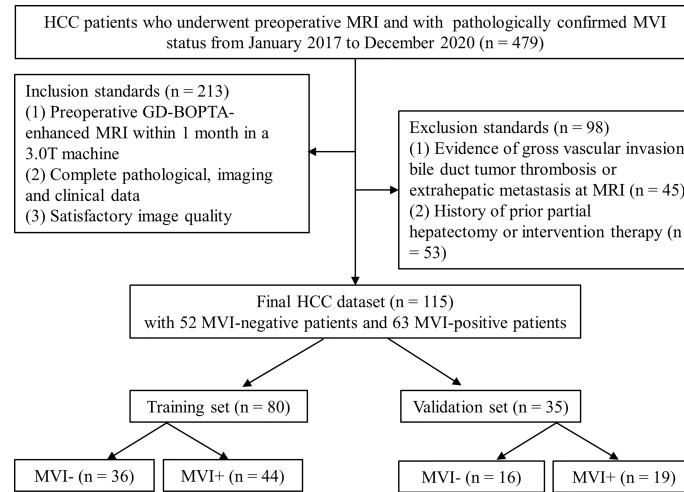 HCC patients who underwent preoperative MRI and with pathologically confirmed MVI
status from January 2017 to December 2020 (n = 479)
Inclusion standards (n = 213)
(1) Preoperative GD-BOPTA-
enhanced MRI within 1 month in a
3.0T machine
(2) Complete pathological, imaging
and clinical data
(3) Satisfactory image quality
Exclusion standards (n = 98)
(1) Evidence of gross vascular invasion
bile duct tumor thrombosis or
extrahepatic metastasis at MRI (n = 45)
(2) History of prior partial
hepatectomy or intervention therapy (n
= 53)
Final HCC dataset (n = 115)
with 52 MVI-negative patients and 63 MVI-positive patients
Training set (n = 80)
Validation set (n = 35)
MVI- (n = 36)
MVI+ (n = 44)
MVI- (n = 16)
MVI+ (n = 19)